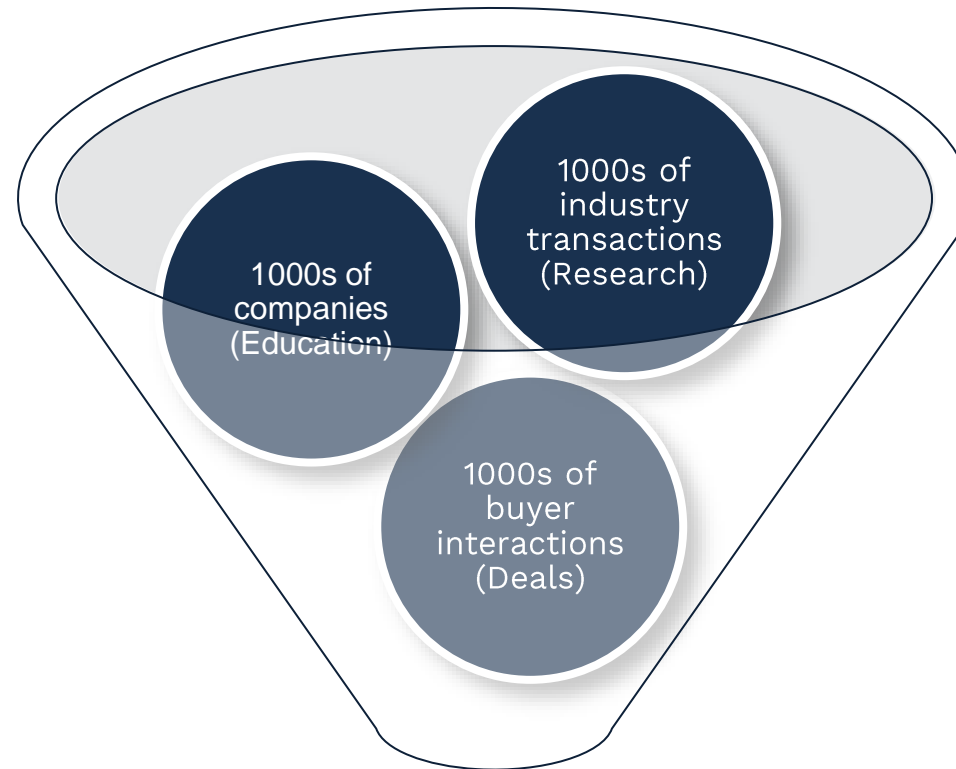 1000s of
companies
(Education)
1000s of
industry
transactions
(Research)
1000s of
buyer
interactions
(Deals)